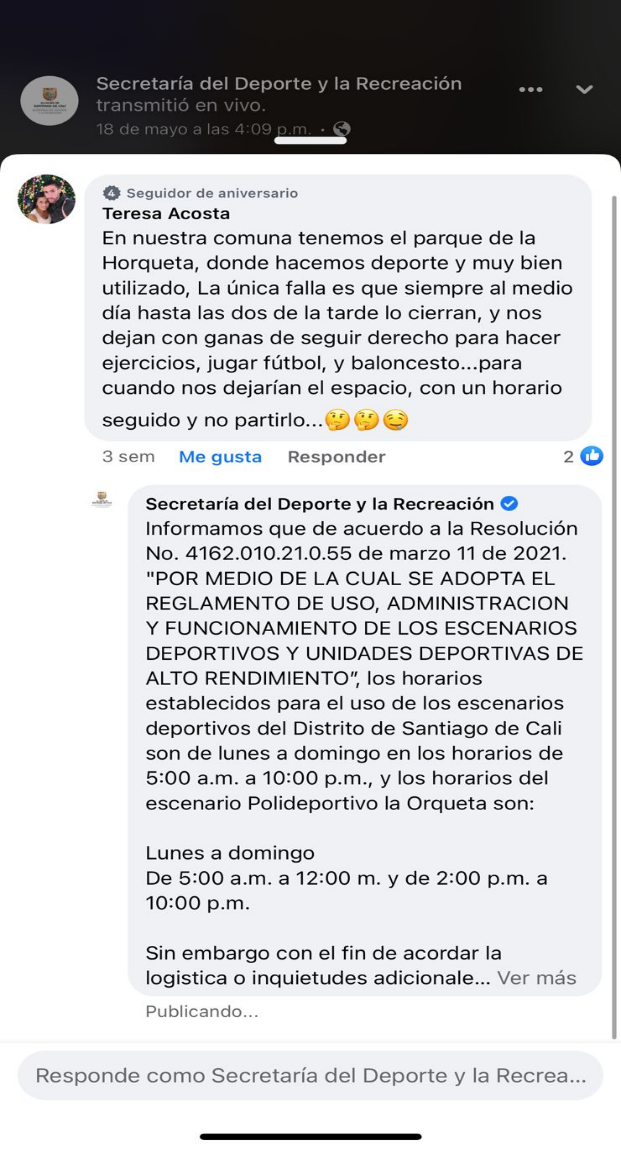 Secretaría del Deporte y la Recreación
transmitió en vivo.
18 de mayo a las 4:09 p.m. ·
Seguidor de aniversario
Teresa Acosta
En nuestra comuna tenemos el parque de la
Horqueta, donde hacemos deporte y muy bien
utilizado, La única falla es que siempre al medio
día hasta las dos de la tarde lo cierran, y nos
dejan con ganas de seguir derecho para hacer
ejercicios, jugar fútbol, y baloncesto...para
cuando nos dejarían el espacio, con un horario
seguido y no partirlo...🤔🤔🤤
3 sem Me gusta Responder 2
Secretaría del Deporte y la Recreación
Informamos que de acuerdo a la Resolución
No. 4162.010.21.0.55 de marzo 11 de 2021.
"POR MEDIO DE LA CUAL SE ADOPTA EL
REGLAMENTO DE USO, ADMINISTRACION
Y FUNCIONAMIENTO DE LOS ESCENARIOS
DEPORTIVOS Y UNIDADES DEPORTIVAS DE
ALTO RENDIMIENTO”, los horarios
establecidos para el uso de los escenarios
deportivos del Distrito de Santiago de Cali
son de lunes a domingo en los horarios de
5:00 a.m. a 10:00 p.m., y los horarios del
escenario Polideportivo la Orqueta son:
Lunes a domingo
De 5:00 a.m. a 12:00 m. y de 2:00 p.m. a
10:00 p.m.
Sin embargo con el fin de acordar la
logistica o inquietudes adicionale... Ver más
Publicando...
Responde como Secretaría del Deporte y la Recrea...